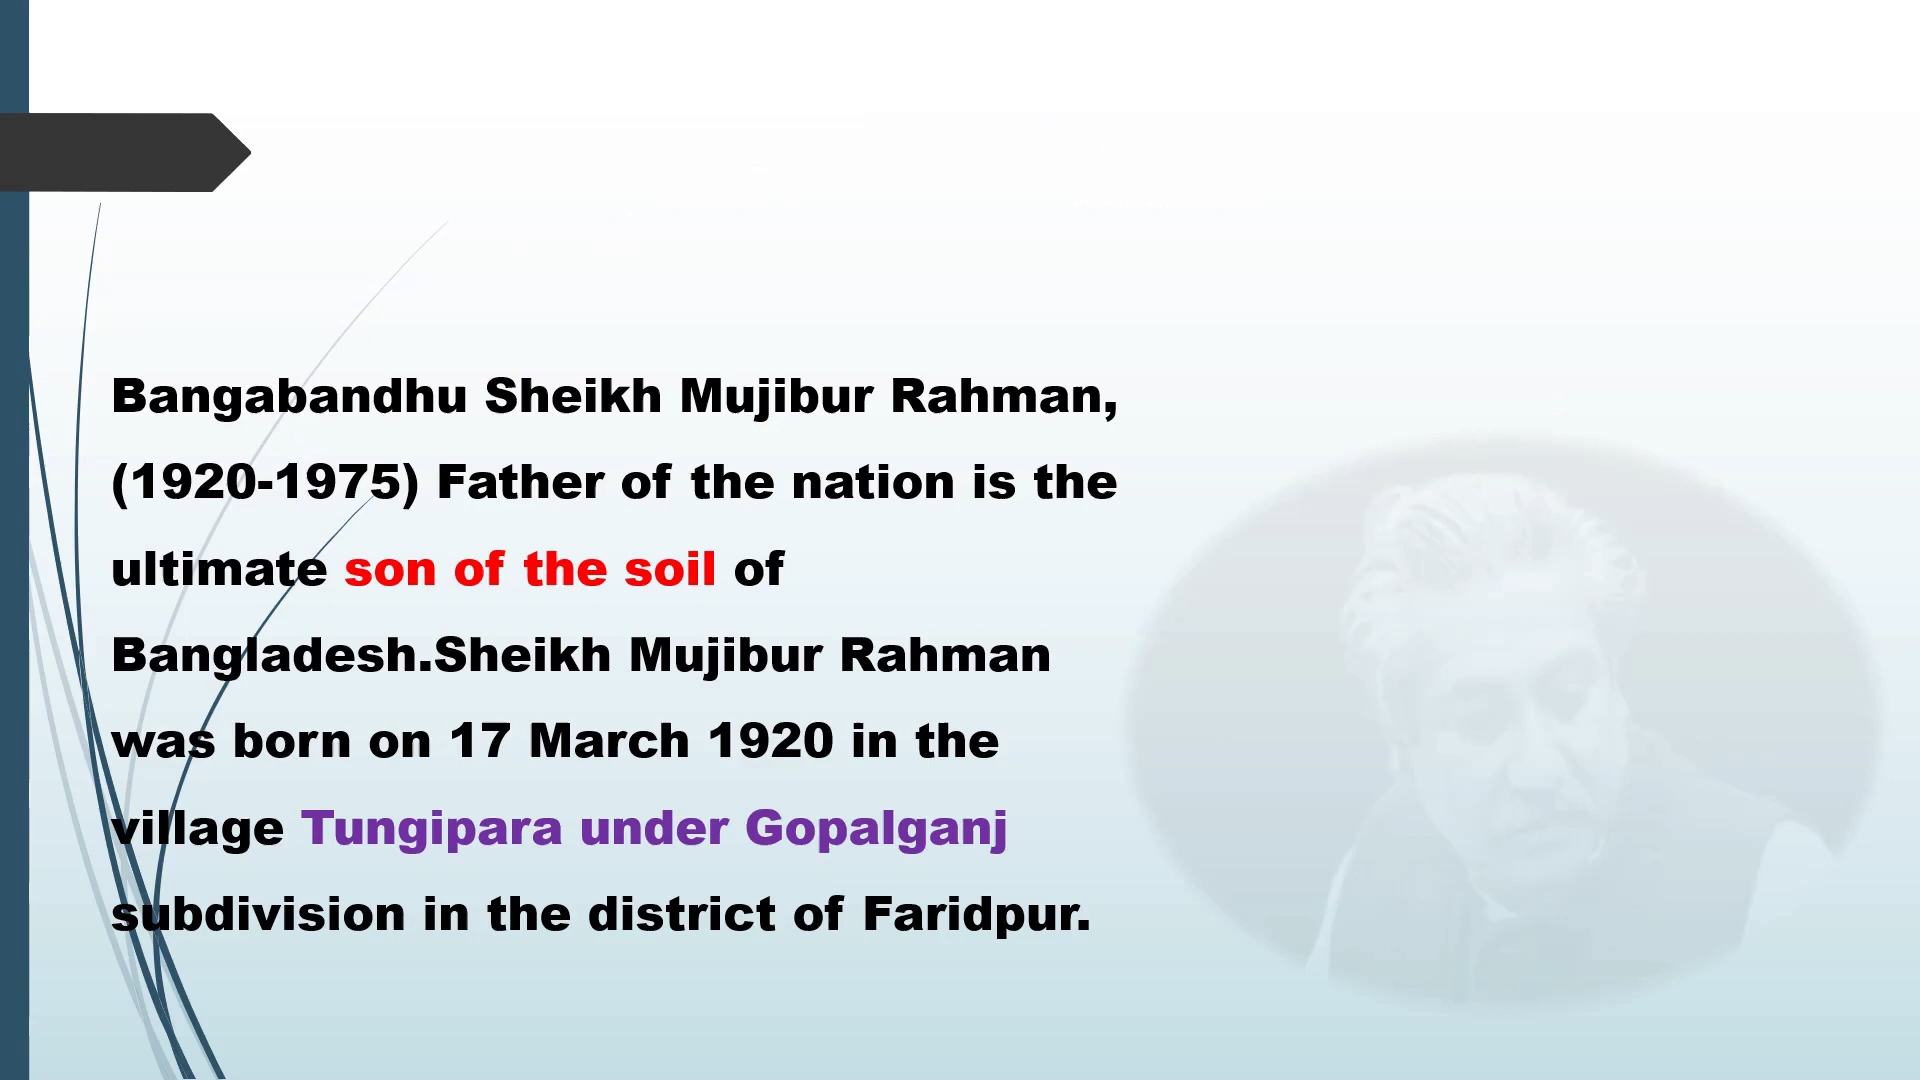 Bangabandhu Sheikh Mujibur Rahman,
(1920-1975) Father of the nation is the
ultimate son of the soil of
Bangladesh.Sheikh Mujibur Rahman
was born on 17 March 1920 in the
village Tungipara under Gopalganj
subdivision in the district of Faridpur.